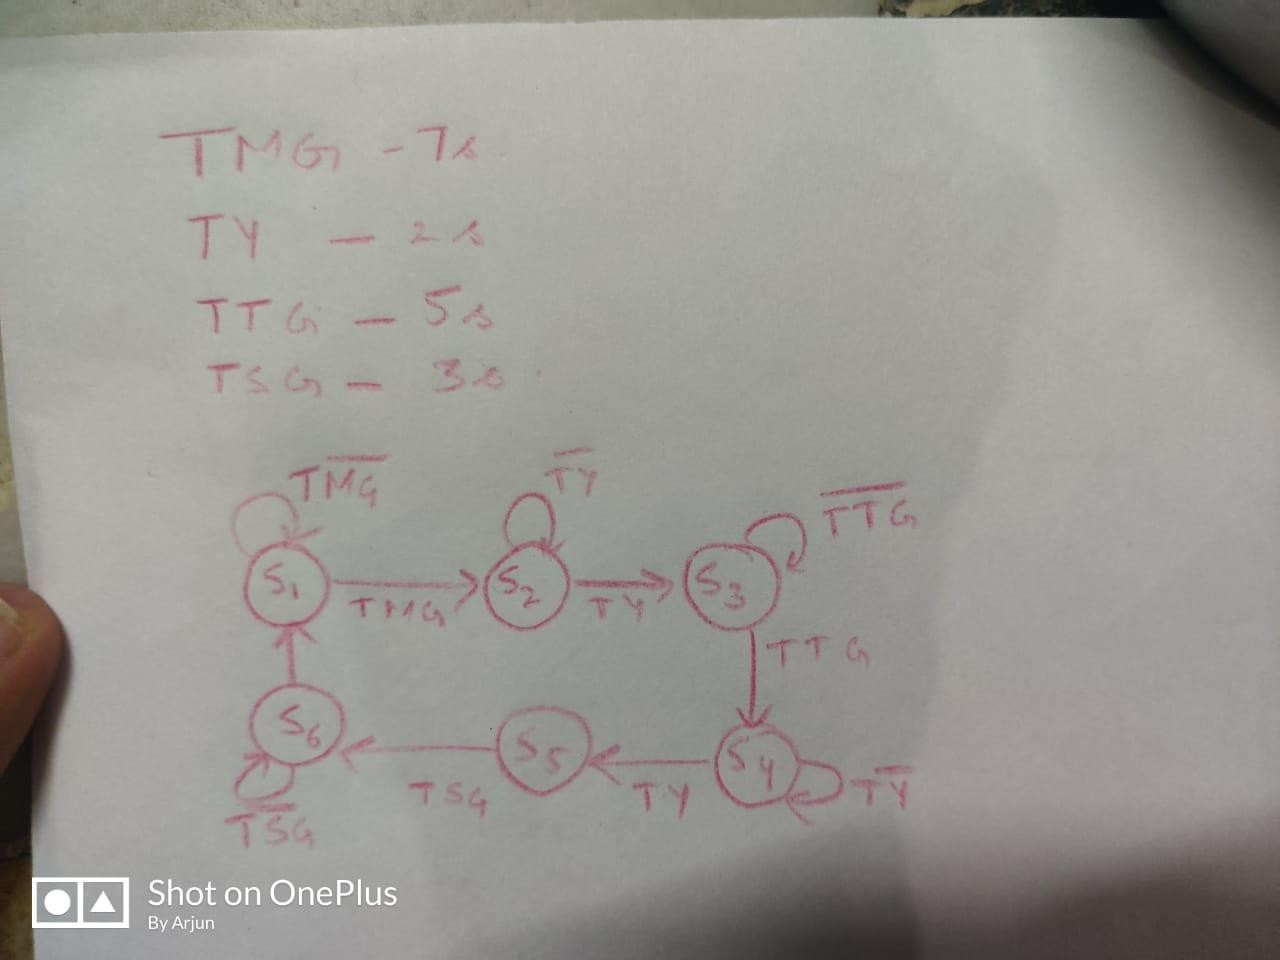 TMG - 7s
TY - 2s
TTG - 5s
TSG - 3s
T̅M̅G̅
T̅Y̅
T̅T̅G̅
S1
TMG
S2
TY
S3
TTG
S6
TSG
S5
TY
S4
T̅Y̅
T̅S̅G̅
Shot on OnePlus
By Arjun